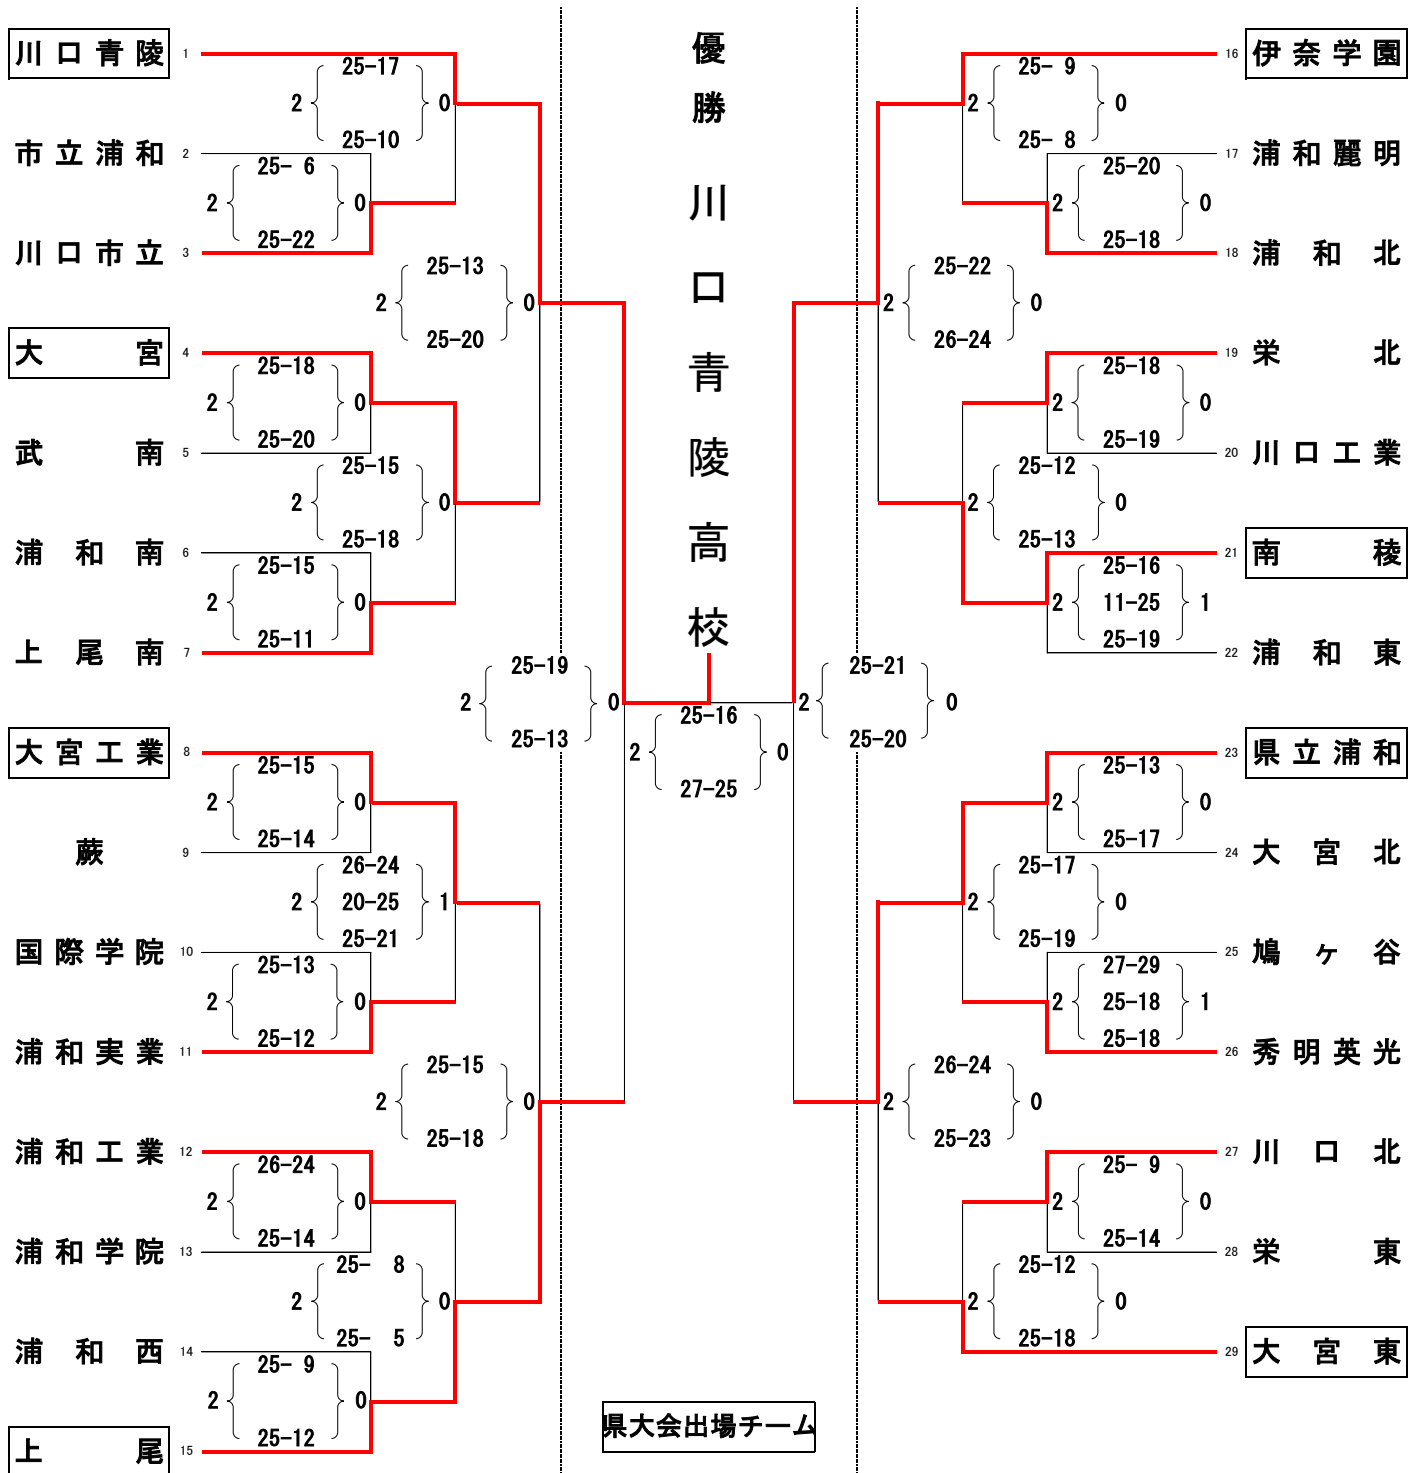 優勝 川口青陵高校
川口青陵 1
25-17
2 0
25-10
市立浦和 2
25- 6
2 0
25-22
川口市立 3
25-13
2 0
25-20
大宮 4
25-18
2 0
25-20
武南 5
25-15
2 0
25-18
浦和南 6
25-15
2 0
25-11
上尾南 7
25-19
2 0
25-13
大宮工業 8
25-15
2 0
25-14
蕨 9
26-24
2 20-25 1
25-21
国際学院 10
25-13
2 0
25-12
浦和実業 11
25-15
2 0
25-18
浦和工業 12
26-24
2 0
25-14
浦和学院 13
25- 8
2 0
25- 5
浦和西 14
25- 9
2 0
25-12
上尾 15
25-16
2 0
27-25
16 伊奈学園
25- 9
2 0
25- 8
17 浦和麗明
25-20
2 0
25-18
18 浦和北
25-22
2 0
26-24
19 栄北
25-18
2 0
25-19
20 川口工業
25-12
2 0
25-13
21 南稜
25-16
2 11-25 1
25-19
22 浦和東
25-21
2 0
25-20
23 県立浦和
25-13
2 0
25-17
24 大宮北
25-17
2 0
25-19
25 鳩ヶ谷
27-29
2 25-18 1
25-18
26 秀明英光
26-24
2 0
25-23
27 川口北
25- 9
2 0
25-14
28 栄東
25-12
2 0
25-18
29 大宮東
県大会出場チーム